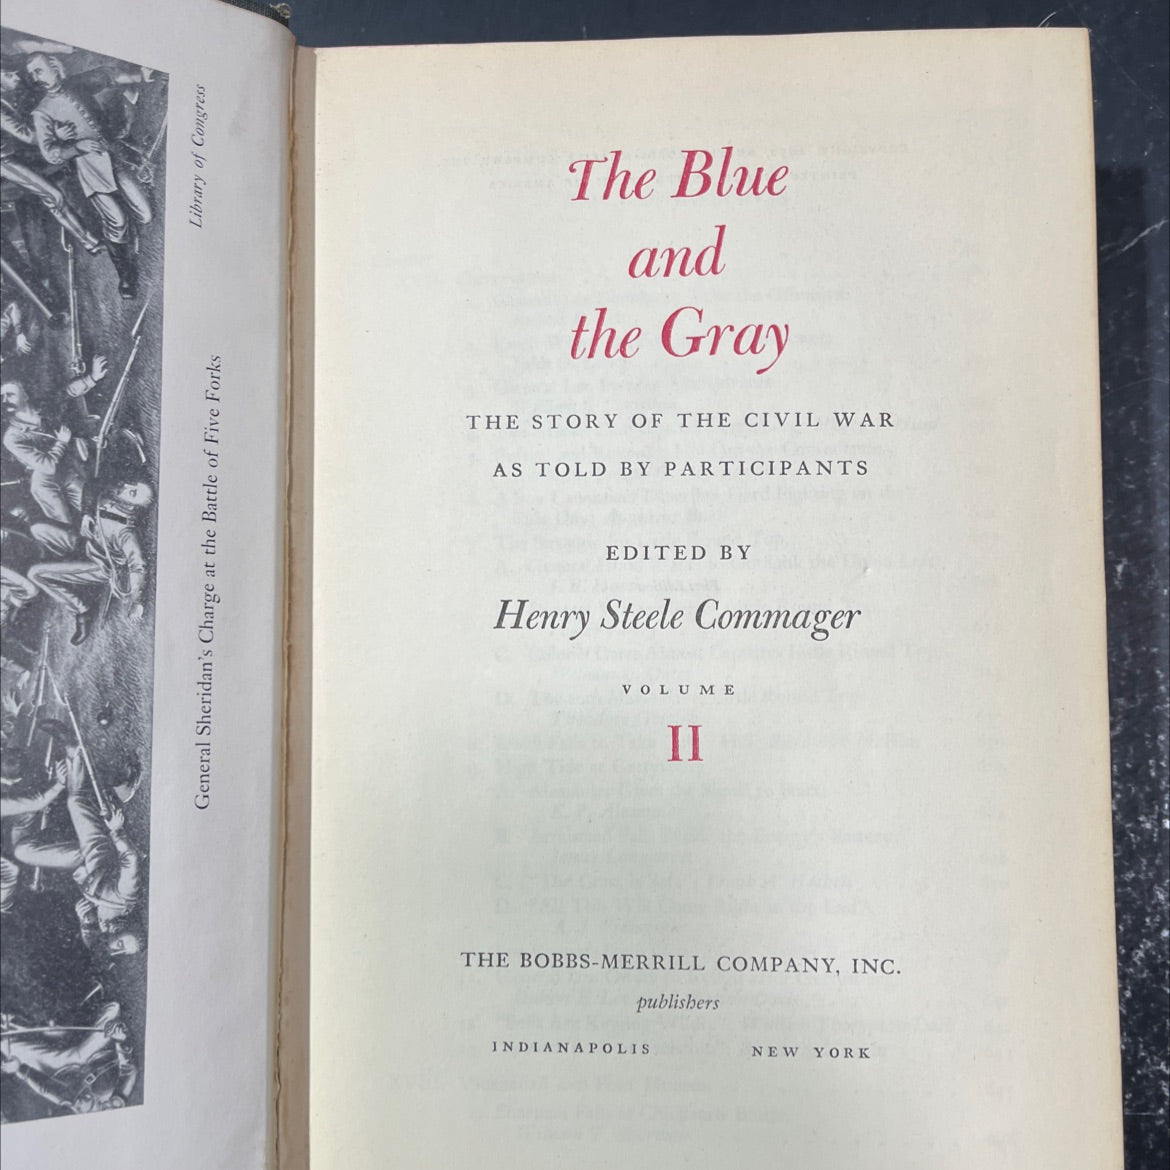 Library of Congress
General Sheridan's Charge at the Battle of Five Forks
The Blue
and
the Gray
THE STORY OF THE CIVIL WAR
AS TOLD BY PARTICIPANTS
EDITED BY
Henry Steele Commager
VOLUME
II
THE BOBBS-MERRILL COMPANY, INC.
publishers
INDIANAPOLIS NEW YORK